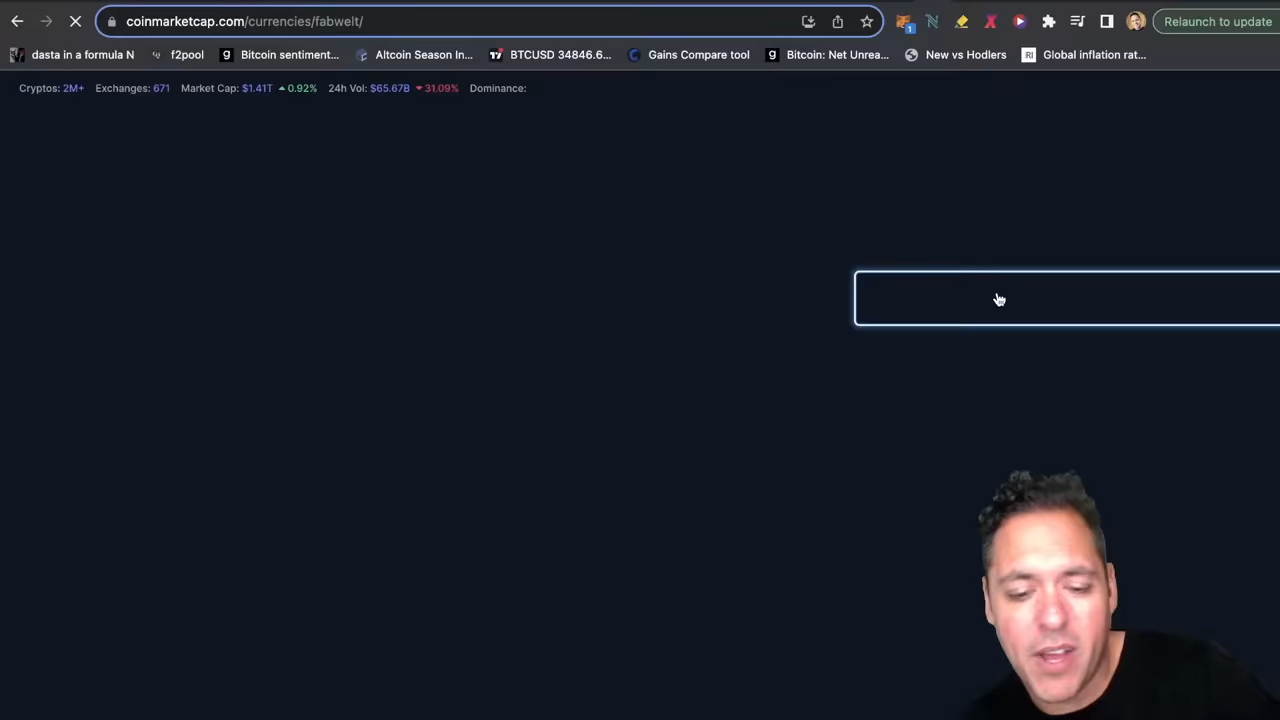 coinmarketcap.com/currencies/fabwelt/
1
Relaunch to update
dasta in a formula N f2pool Bitcoin sentiment... Altcoin Season In... BTCUSD 34846.6... Gains Compare tool Bitcoin: Net Unrea... New vs Hodlers RI Global inflation rat...
Cryptos: 2M+ Exchanges: 671 Market Cap: $1.41T 0.92% 24h Vol: $65.67B 31.09% Dominance: